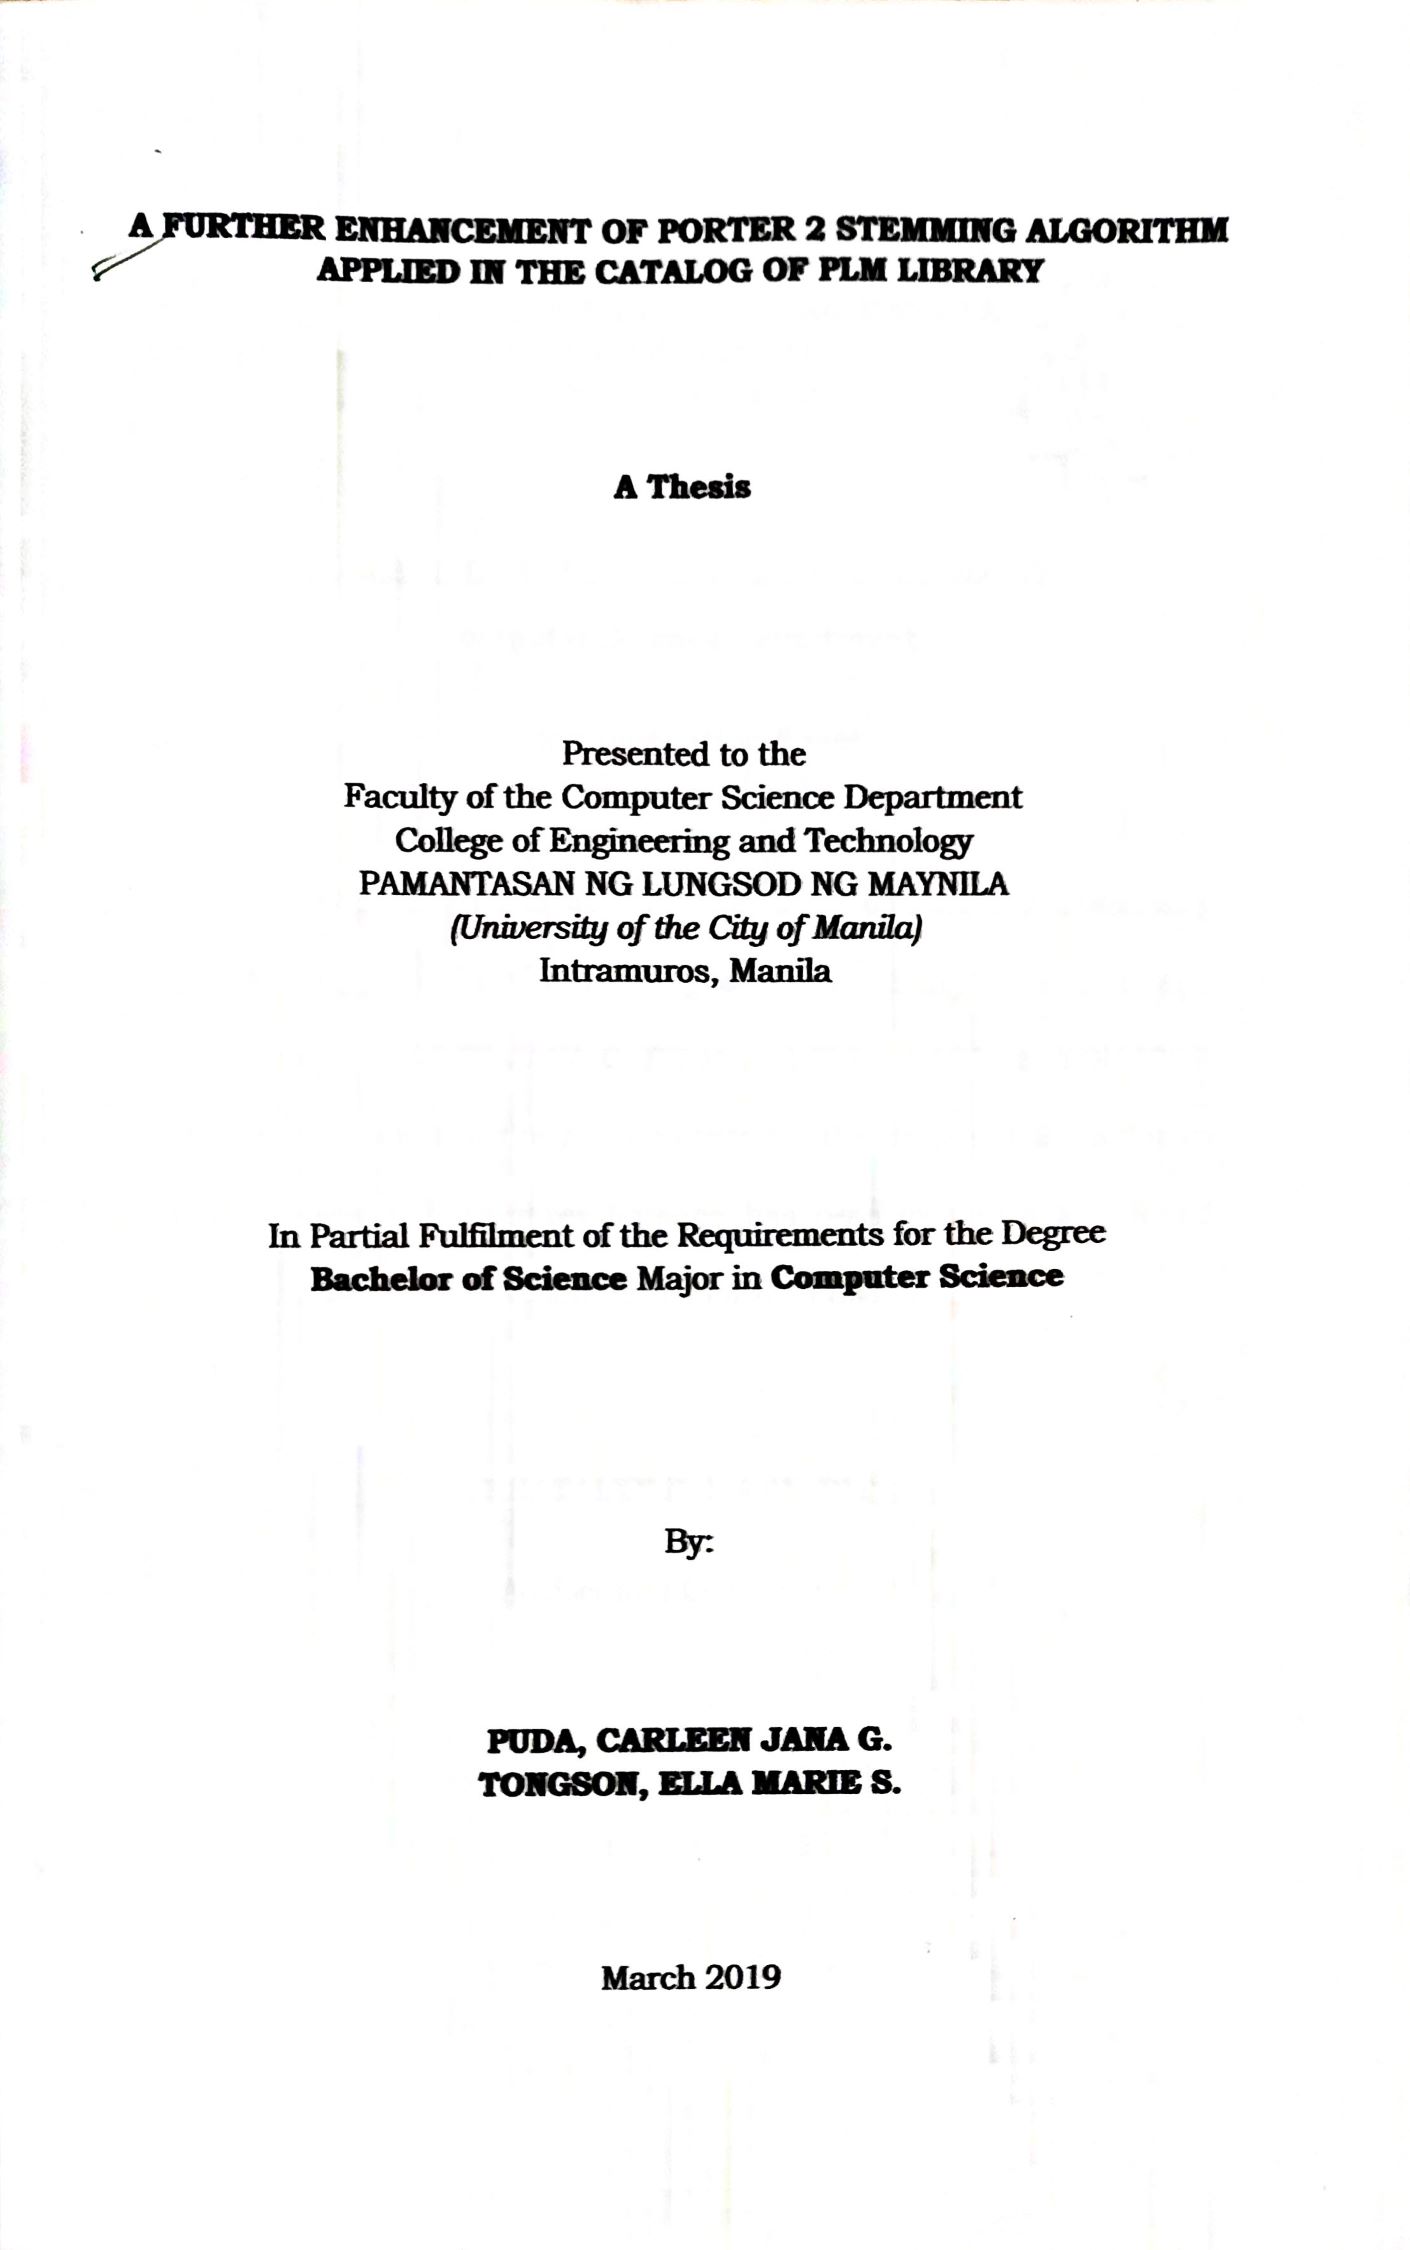 A FURTHER ENHANCEMENT OF PORTER 2 STEMMING ALGORITHM
APPLIED IN THE CATALOG OF PLM LIBRARY
A Thesis
Presented to the
Faculty of the Computer Science Department
College of Engineering and Technology
PAMANTASAN NG LUNGSOD NG MAYNILA
(University of the City of Manila)
Intramuros, Manila
In Partial Fulfilment of the Requirements for the Degree
Bachelor of Science Major in Computer Science
By:
PUDA, CARLEEN JANA G.
TONGSON, ELLA MARIE S.
March 2019